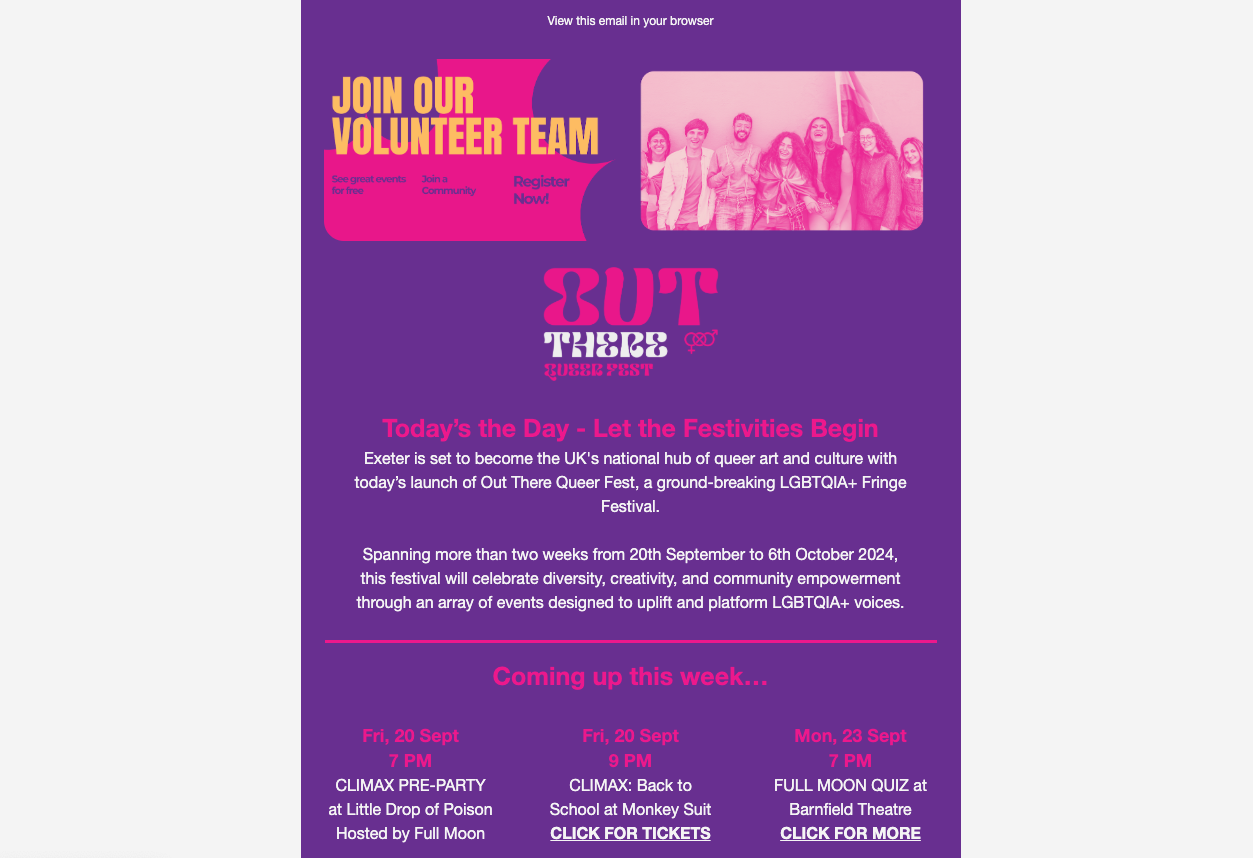 View this email in your browser
JOIN OUR
VOLUNTEER TEAM
See great events
for free
Join a
Community
Register
Now!
OUT
THERE
QUEER FEST
Today’s the Day - Let the Festivities Begin
Exeter is set to become the UK's national hub of queer art and culture with
today’s launch of Out There Queer Fest, a ground-breaking LGBTQIA+ Fringe
Festival.
Spanning more than two weeks from 20th September to 6th October 2024,
this festival will celebrate diversity, creativity, and community empowerment
through an array of events designed to uplift and platform LGBTQIA+ voices.
Coming up this week…
Fri, 20 Sept
7 PM
CLIMAX PRE-PARTY
at Little Drop of Poison
Hosted by Full Moon
Fri, 20 Sept
9 PM
CLIMAX: Back to
School at Monkey Suit
CLICK FOR TICKETS
Mon, 23 Sept
7 PM
FULL MOON QUIZ at
Barnfield Theatre
CLICK FOR MORE